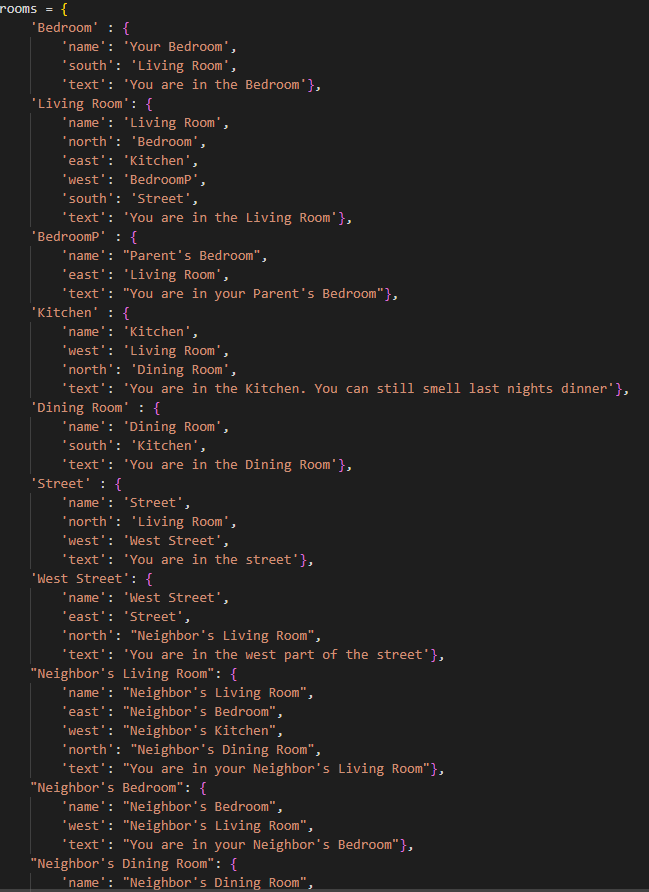 rooms = {
    'Bedroom' : {
        'name': 'Your Bedroom',
        'south': 'Living Room',
        'text': 'You are in the Bedroom'},
    'Living Room': {
        'name': 'Living Room',
        'north': 'Bedroom',
        'east': 'Kitchen',
        'west': 'BedroomP',
        'south': 'Street',
        'text': 'You are in the Living Room'},
    'BedroomP' : {
        'name': "Parent's Bedroom",
        'east': 'Living Room',
        'text': "You are in your Parent's Bedroom"},
    'Kitchen' : {
        'name': 'Kitchen',
        'west': 'Living Room',
        'north': 'Dining Room',
        'text': 'You are in the Kitchen. You can still smell last nights dinner'},
    'Dining Room' : {
        'name': 'Dining Room',
        'south': 'Kitchen',
        'text': 'You are in the Dining Room'},
    'Street' : {
        'name': 'Street',
        'north': 'Living Room',
        'west': 'West Street',
        'text': 'You are in the street'},
    'West Street': {
        'name': 'West Street',
        'east': 'Street',
        'north': "Neighbor's Living Room",
        'text': 'You are in the west part of the street'},
    "Neighbor's Living Room": {
        'name': "Neighbor's Living Room",
        'east': "Neighbor's Bedroom",
        'west': "Neighbor's Kitchen",
        'north': "Neighbor's Dining Room",
        'text': "You are in your Neighbor's Living Room"},
    "Neighbor's Bedroom": {
        'name': "Neighbor's Bedroom",
        'west': "Neighbor's Living Room",
        'text': "You are in your Neighbor's Bedroom"},
    "Neighbor's Dining Room": {
        'name': "Neighbor's Dining Room",